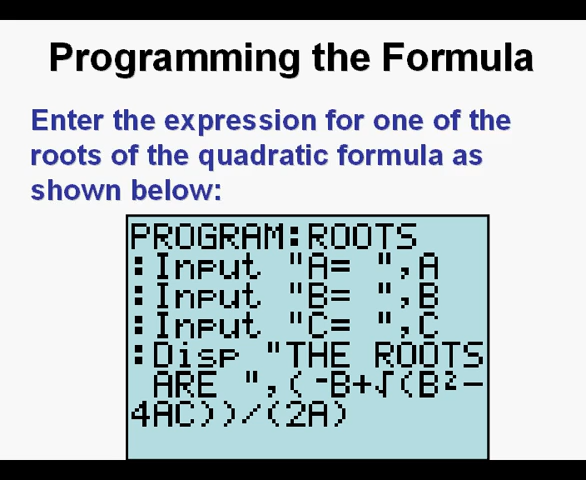 Programming the Formula
Enter the expression for one of the
roots of the quadratic formula as
shown below:
PROGRAM:ROOTS
:Input "A= ",A
:Input "B= ",B
:Input "C= ",C
:Disp "THE ROOTS
ARE ",(⁻B+√(B²-
4AC))/(2A)